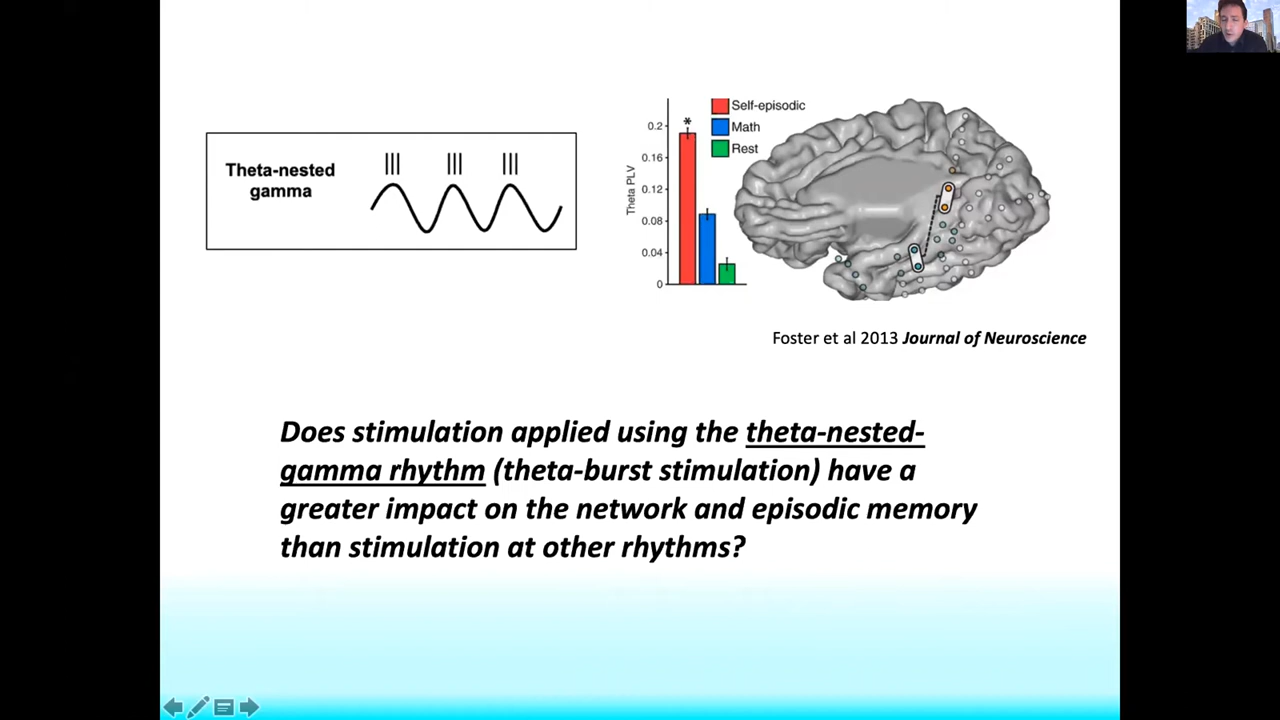 Theta-nested
gamma
Theta PLV
0.2
0.16
0.12
0.08
0.04
0
*
Self-episodic
Math
Rest
Foster et al 2013 Journal of Neuroscience
Does stimulation applied using the theta-nested-
gamma rhythm (theta-burst stimulation) have a
greater impact on the network and episodic memory
than stimulation at other rhythms?